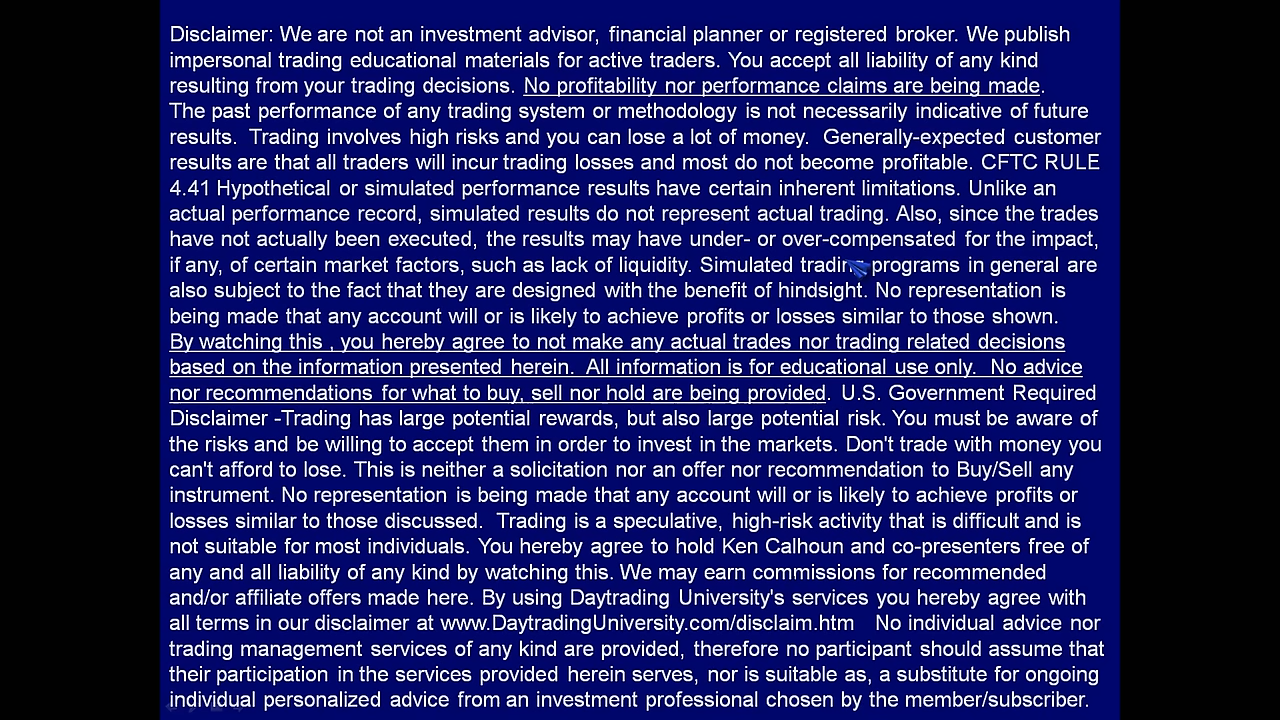 Disclaimer: We are not an investment advisor, financial planner or registered broker. We publish
impersonal trading educational materials for active traders. You accept all liability of any kind
resulting from your trading decisions. No profitability nor performance claims are being made.
The past performance of any trading system or methodology is not necessarily indicative of future
results.  Trading involves high risks and you can lose a lot of money.  Generally-expected customer
results are that all traders will incur trading losses and most do not become profitable. CFTC RULE
4.41 Hypothetical or simulated performance results have certain inherent limitations. Unlike an
actual performance record, simulated results do not represent actual trading. Also, since the trades
have not actually been executed, the results may have under- or over-compensated for the impact,
if any, of certain market factors, such as lack of liquidity. Simulated trading programs in general are
also subject to the fact that they are designed with the benefit of hindsight. No representation is
being made that any account will or is likely to achieve profits or losses similar to those shown.
By watching this , you hereby agree to not make any actual trades nor trading related decisions
based on the information presented herein.  All information is for educational use only.  No advice
nor recommendations for what to buy, sell nor hold are being provided. U.S. Government Required
Disclaimer -Trading has large potential rewards, but also large potential risk. You must be aware of
the risks and be willing to accept them in order to invest in the markets. Don't trade with money you
can't afford to lose. This is neither a solicitation nor an offer nor recommendation to Buy/Sell any
instrument. No representation is being made that any account will or is likely to achieve profits or
losses similar to those discussed.  Trading is a speculative, high-risk activity that is difficult and is
not suitable for most individuals. You hereby agree to hold Ken Calhoun and co-presenters free of
any and all liability of any kind by watching this. We may earn commissions for recommended
and/or affiliate offers made here. By using Daytrading University's services you hereby agree with
all terms in our disclaimer at www.DaytradingUniversity.com/disclaim.htm   No individual advice nor
trading management services of any kind are provided, therefore no participant should assume that
their participation in the services provided herein serves, nor is suitable as, a substitute for ongoing
individual personalized advice from an investment professional chosen by the member/subscriber.